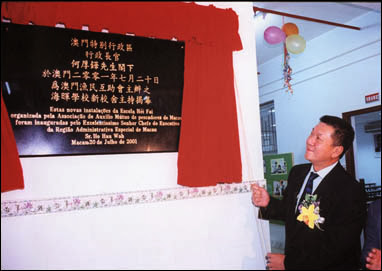 澳門特別行政區
行政長官
何厚鏵先生閣下
於澳門二零零一年七月二十日
為澳門漁民互助會主辦之
海暉學校新校舍主持揭幕
Estas novas instalações da Escola Hói Fai
organizada pela Associação de Auxílio Mútuo de pescadores de Macau
foram inauguradas pelo Excelentíssimo Senhor Chefe do Executivo
da Região Administrativa Especial de Macau
Sr. Ho Hau Wah
Macau/20 de Julho de 2001